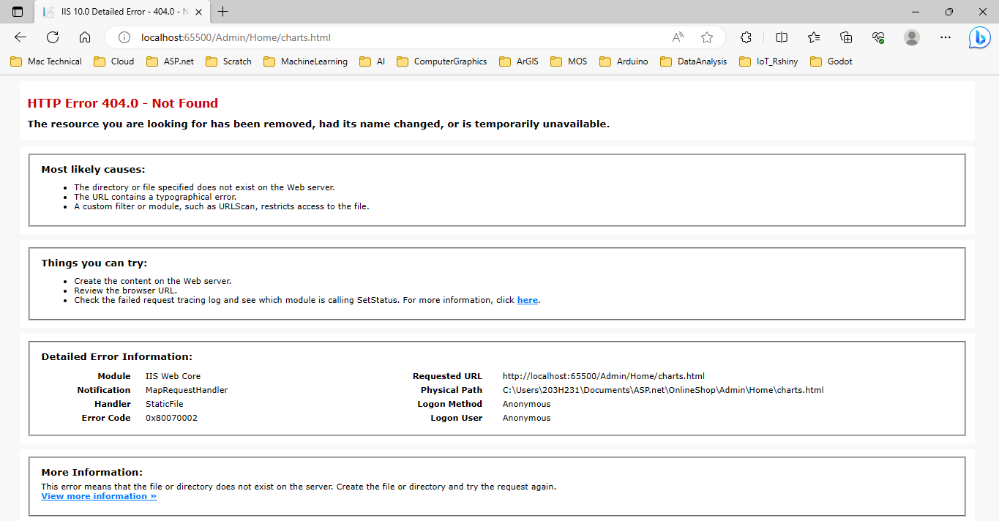 IIS 10.0 Detailed Error - 404.0 - N
localhost:65500/Admin/Home/charts.html
Mac Technical Cloud ASP.net Scratch MachineLearning AI ComputerGraphics ArGIS MOS Arduino DataAnalysis IoT_Rshiny Godot
HTTP Error 404.0 - Not Found
The resource you are looking for has been removed, had its name changed, or is temporarily unavailable.
Most likely causes:
• The directory or file specified does not exist on the Web server.
• The URL contains a typographical error.
• A custom filter or module, such as URLScan, restricts access to the file.
Things you can try:
• Create the content on the Web server.
• Review the browser URL.
• Check the failed request tracing log and see which module is calling SetStatus. For more information, click here.
Detailed Error Information:
Module IIS Web Core Requested URL http://localhost:65500/Admin/Home/charts.html
Notification MapRequestHandler Physical Path C:\Users\203H231\Documents\ASP.net\OnlineShop\Admin\Home\charts.html
Handler StaticFile Logon Method Anonymous
Error Code 0x80070002 Logon User Anonymous
More Information:
This error means that the file or directory does not exist on the server. Create the file or directory and try the request again.
View more information »